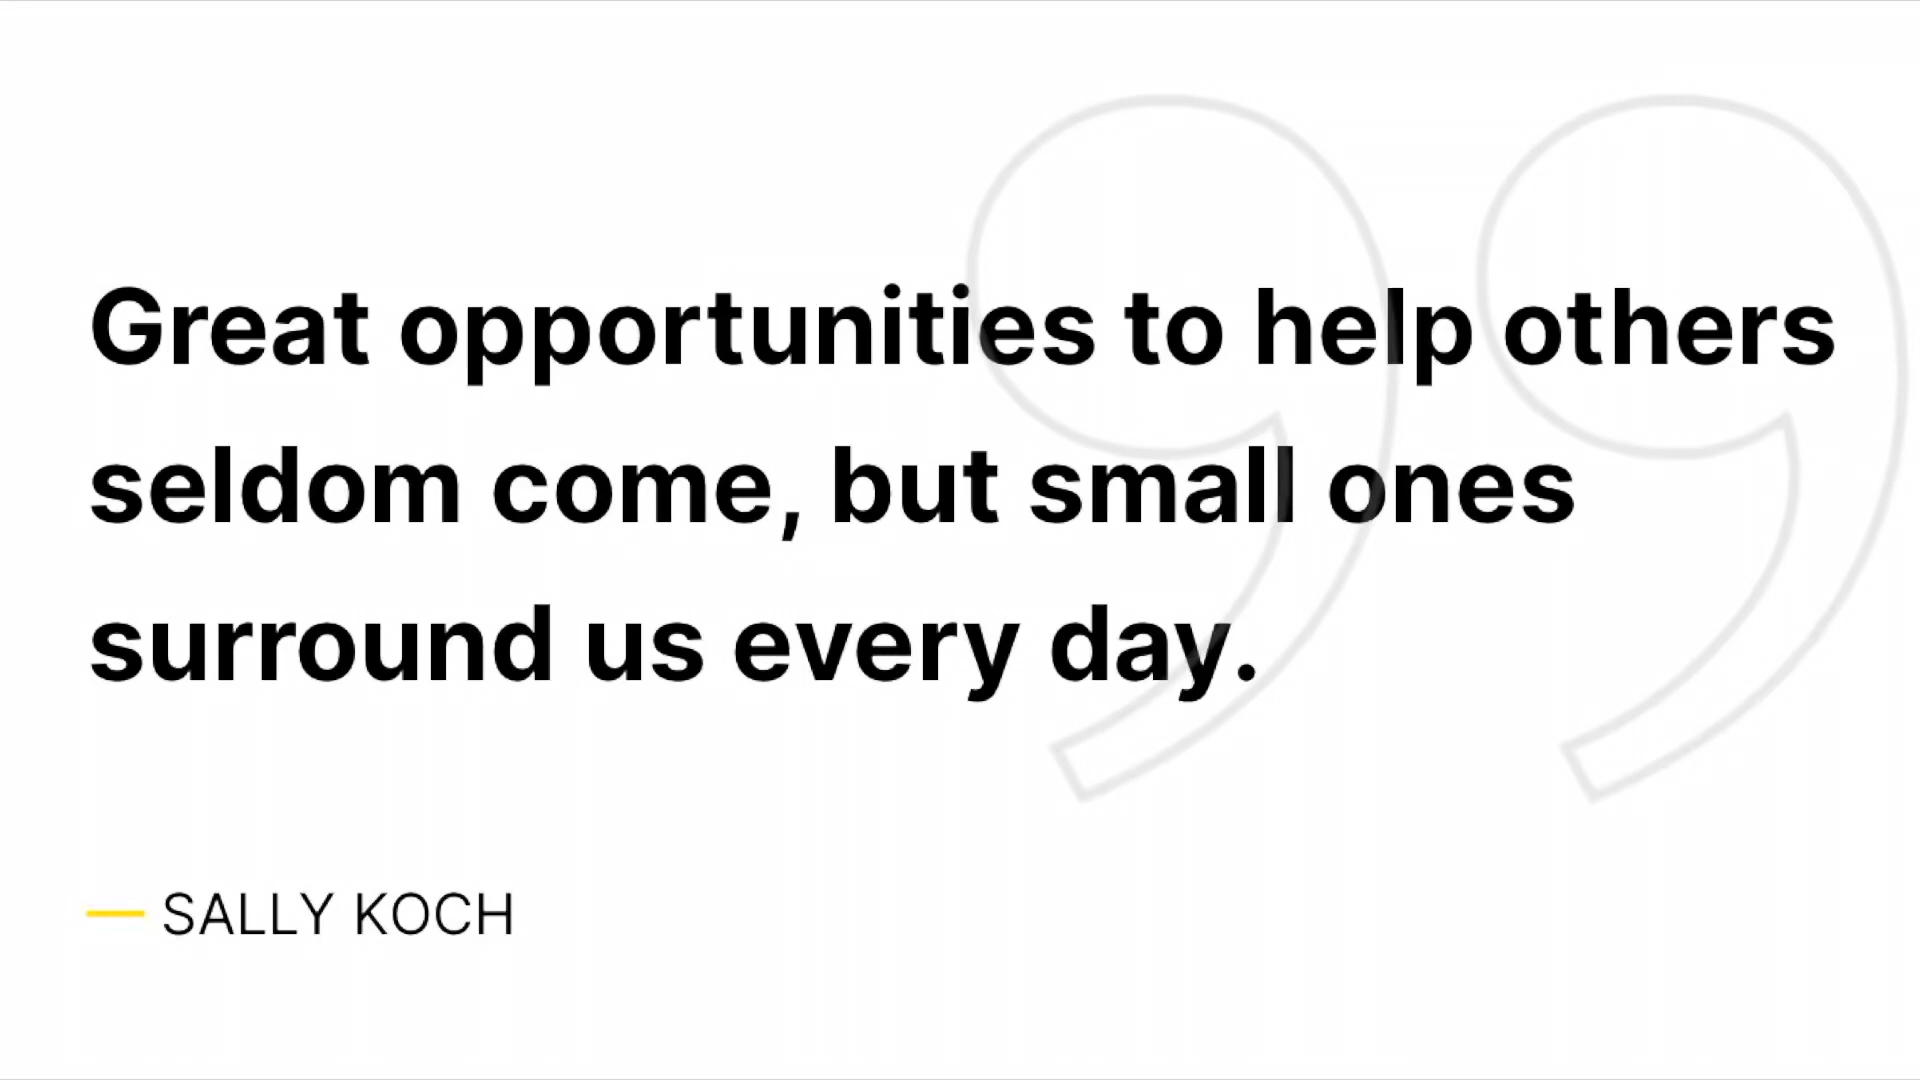 Great opportunities to help others
seldom come, but small ones
surround us every day.
— SALLY KOCH